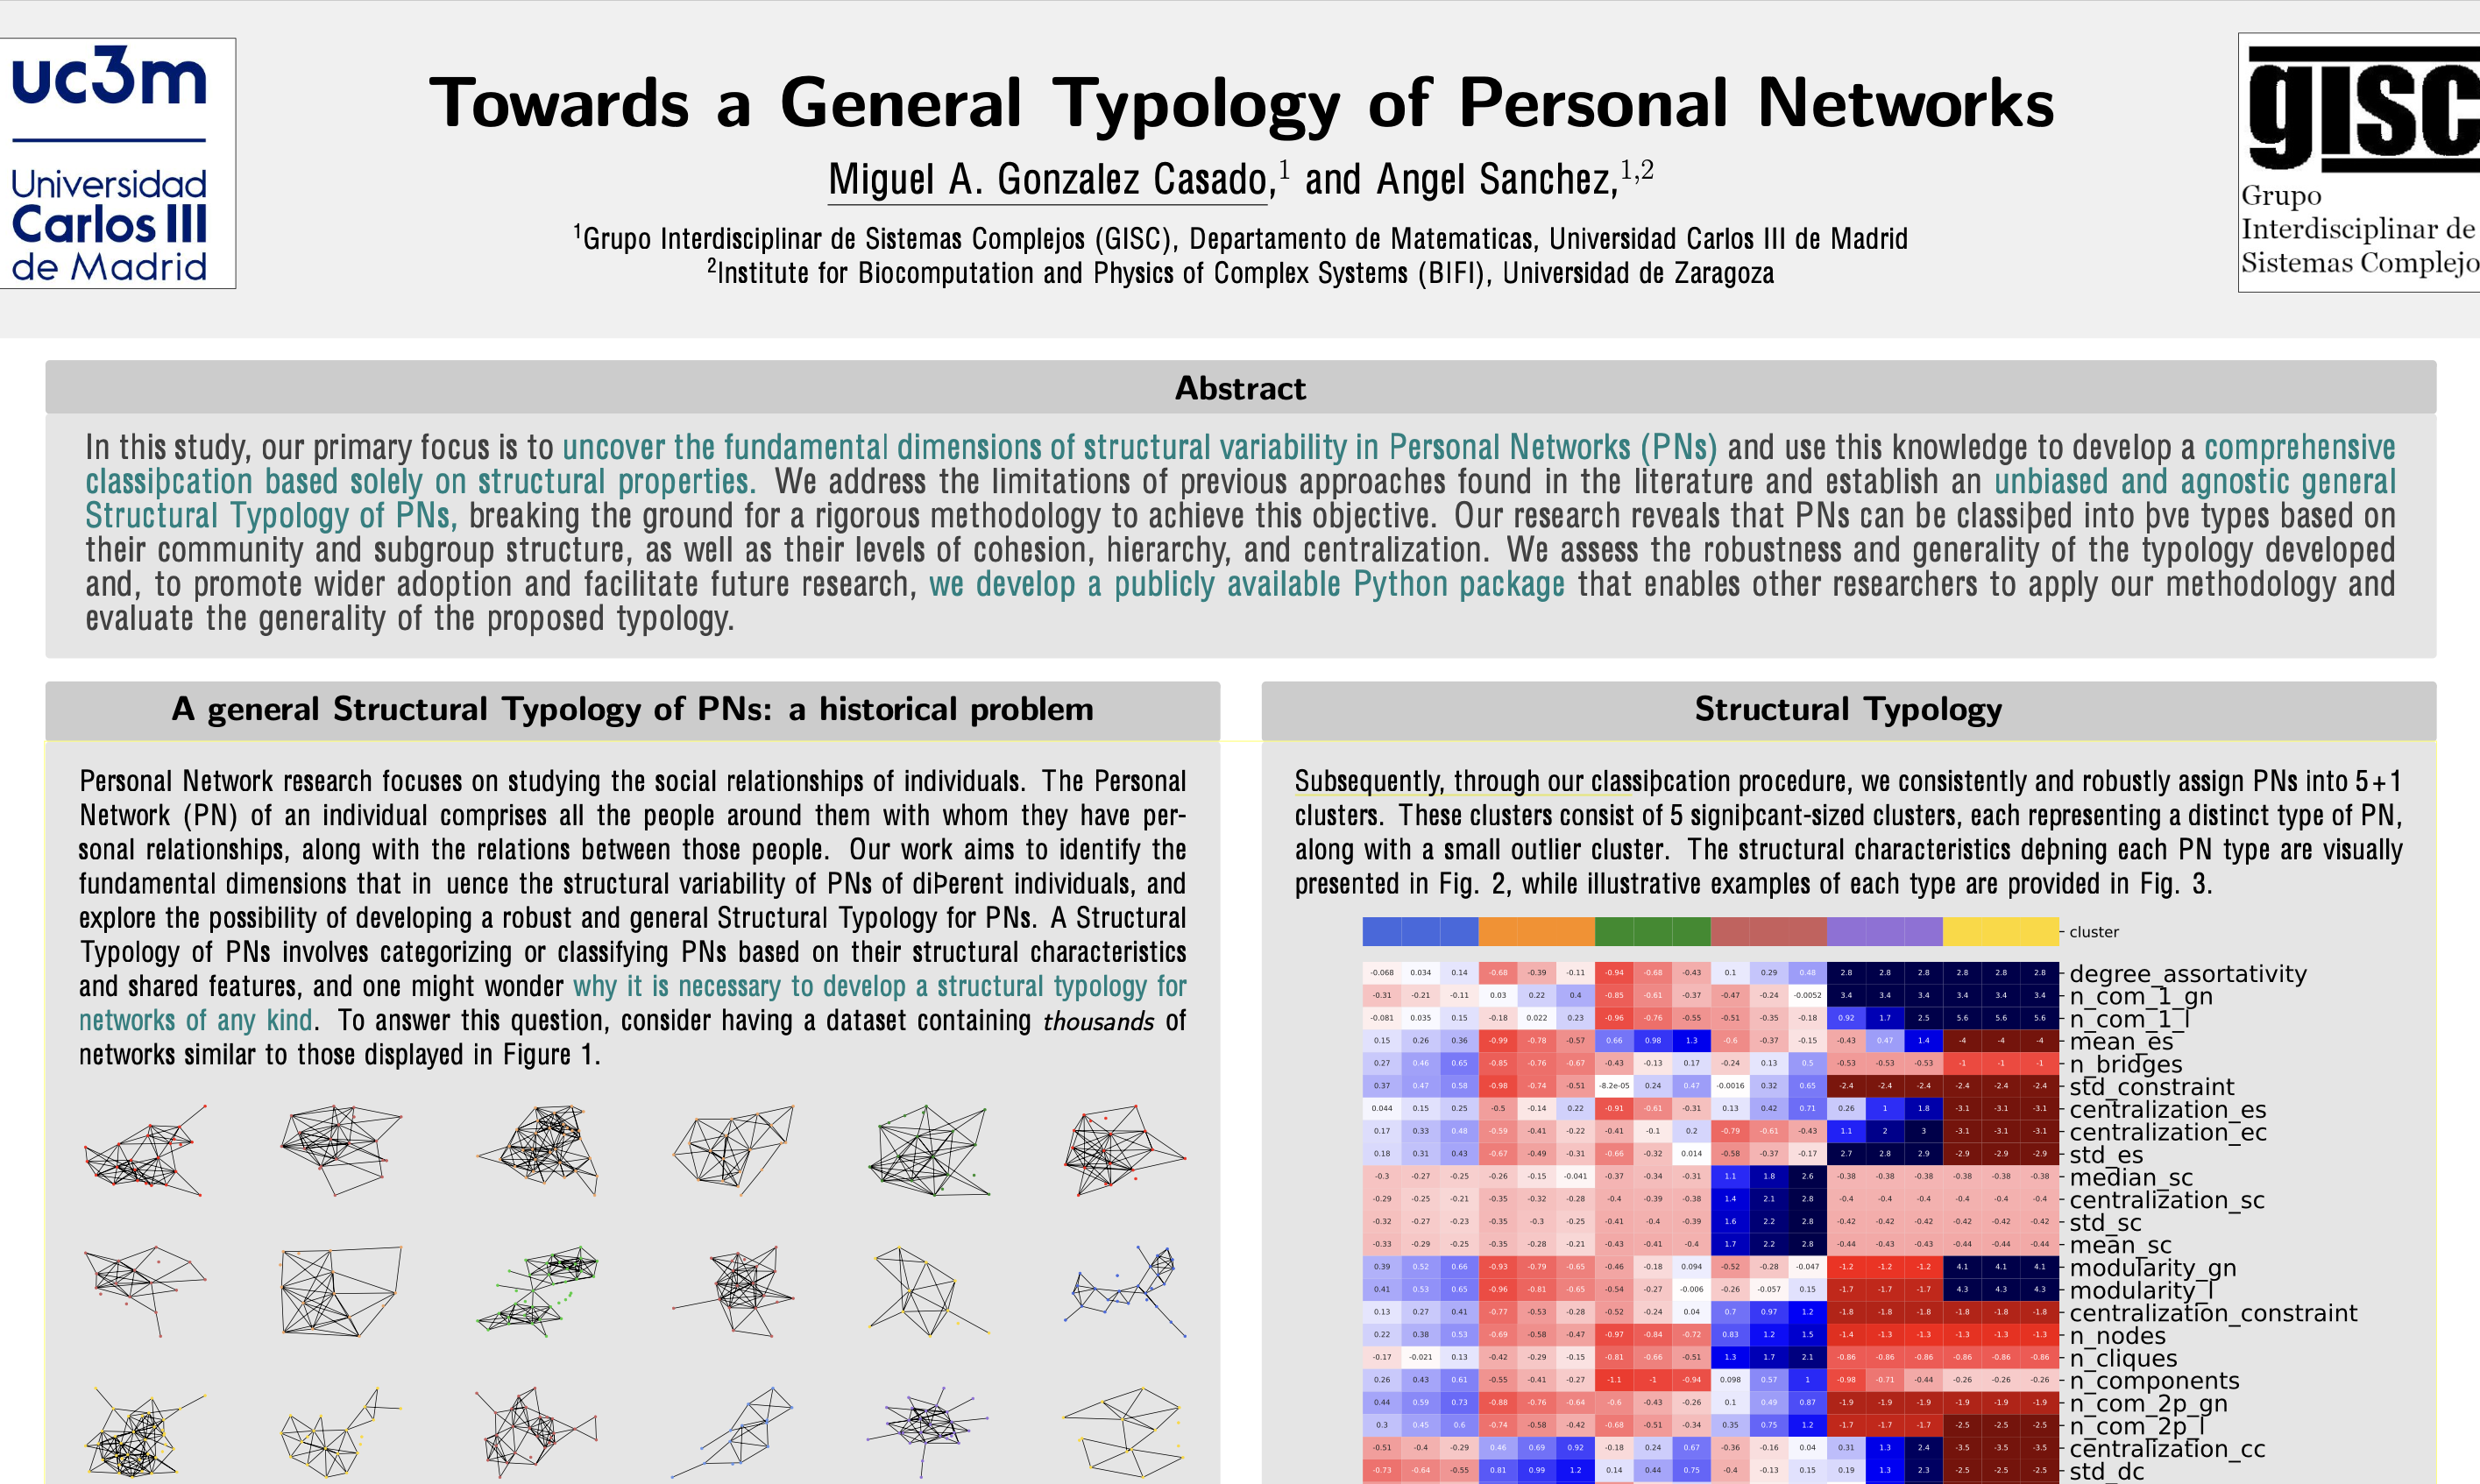 uc3m
Universidad
Carlos III
de Madrid
Towards a General Typology of Personal Networks
Miguel A. Gonzalez Casado,1 and Angel Sanchez,1,2
1Grupo Interdisciplinar de Sistemas Complejos (GISC), Departamento de Matematicas, Universidad Carlos III de Madrid
2Institute for Biocomputation and Physics of Complex Systems (BIFI), Universidad de Zaragoza
gISC
Grupo
Interdisciplinar de
Sistemas Complejo
Abstract
In this study, our primary focus is to uncover the fundamental dimensions of structural variability in Personal Networks (PNs) and use this knowledge to develop a comprehensive
classiþcation based solely on structural properties. We address the limitations of previous approaches found in the literature and establish an unbiased and agnostic general
Structural Typology of PNs, breaking the ground for a rigorous methodology to achieve this objective. Our research reveals that PNs can be classiþed into þve types based on
their community and subgroup structure, as well as their levels of cohesion, hierarchy, and centralization. We assess the robustness and generality of the typology developed
and, to promote wider adoption and facilitate future research, we develop a publicly available Python package that enables other researchers to apply our methodology and
evaluate the generality of the proposed typology.
A general Structural Typology of PNs: a historical problem
Personal Network research focuses on studying the social relationships of individuals. The Personal
Network (PN) of an individual comprises all the people around them with whom they have per-
sonal relationships, along with the relations between those people. Our work aims to identify the
fundamental dimensions that in uence the structural variability of PNs of diÞerent individuals, and
explore the possibility of developing a robust and general Structural Typology for PNs. A Structural
Typology of PNs involves categorizing or classifying PNs based on their structural characteristics
and shared features, and one might wonder why it is necessary to develop a structural typology for
networks of any kind. To answer this question, consider having a dataset containing thousands of
networks similar to those displayed in Figure 1.
Structural Typology
Subsequently, through our classiþcation procedure, we consistently and robustly assign PNs into 5+1
clusters. These clusters consist of 5 signiþcant-sized clusters, each representing a distinct type of PN,
along with a small outlier cluster. The structural characteristics deþning each PN type are visually
presented in Fig. 2, while illustrative examples of each type are provided in Fig. 3.
cluster
-0.068 0.034 0.14 -0.68 -0.39 -0.11 -0.94 -0.68 -0.43 0.1 0.29 0.48 2.8 2.8 2.8 2.8 2.8 2.8 degree_assortativity
-0.31 -0.21 -0.11 0.03 0.22 0.4 -0.85 -0.61 -0.37 -0.47 -0.24 -0.0052 3.4 3.4 3.4 3.4 3.4 3.4 n_com_1_gn
-0.081 0.035 0.15 -0.18 0.022 0.23 -0.96 -0.76 -0.55 -0.51 -0.35 -0.18 0.92 1.7 2.5 5.6 5.6 5.6 n_com_1_l
0.15 0.26 0.36 -0.99 -0.78 -0.57 0.66 0.98 1.3 -0.6 -0.37 -0.15 -0.43 0.47 1.4 -4 -4 -4 mean_es
0.27 0.46 0.65 -0.85 -0.76 -0.67 -0.43 -0.13 0.17 -0.24 0.13 0.5 -0.53 -0.53 -0.53 -1 -1 -1 n_bridges
0.37 0.47 0.58 -0.98 -0.74 -0.51 -8.2e-05 0.24 0.47 -0.0016 0.32 0.65 -2.4 -2.4 -2.4 -2.4 -2.4 -2.4 std_constraint
0.044 0.15 0.25 -0.5 -0.14 0.22 -0.91 -0.61 -0.31 0.13 0.42 0.71 0.26 1 1.8 -3.1 -3.1 -3.1 centralization_es
0.17 0.33 0.48 -0.59 -0.41 -0.22 -0.41 -0.1 0.2 -0.79 -0.61 -0.43 1.1 2 3 -3.1 -3.1 -3.1 centralization_ec
0.18 0.31 0.43 -0.67 -0.49 -0.31 -0.66 -0.32 0.014 -0.58 -0.37 -0.17 2.7 2.8 2.9 -2.9 -2.9 -2.9 std_es
-0.3 -0.27 -0.25 -0.26 -0.15 -0.041 -0.37 -0.34 -0.31 1.1 1.8 2.6 -0.38 -0.38 -0.38 -0.38 -0.38 -0.38 median_sc
-0.29 -0.25 -0.21 -0.35 -0.32 -0.28 -0.4 -0.39 -0.38 1.4 2.1 2.8 -0.4 -0.4 -0.4 -0.4 -0.4 -0.4 centralization_sc
-0.32 -0.27 -0.23 -0.35 -0.3 -0.25 -0.41 -0.4 -0.39 1.6 2.2 2.8 -0.42 -0.42 -0.42 -0.42 -0.42 -0.42 std_sc
-0.33 -0.29 -0.25 -0.35 -0.28 -0.21 -0.43 -0.41 -0.4 1.7 2.2 2.8 -0.44 -0.43 -0.43 -0.44 -0.44 -0.44 mean_sc
0.39 0.52 0.66 -0.93 -0.79 -0.65 -0.46 -0.18 0.094 -0.52 -0.28 -0.047 -1.2 -1.2 -1.2 4.1 4.1 4.1 modularity_gn
0.41 0.53 0.65 -0.96 -0.81 -0.65 -0.54 -0.27 -0.006 -0.26 -0.057 0.15 -1.7 -1.7 -1.7 4.3 4.3 4.3 modularity_l
0.13 0.27 0.41 -0.77 -0.53 -0.28 -0.52 -0.24 0.04 0.7 0.97 1.2 -1.8 -1.8 -1.8 -1.8 -1.8 -1.8 centralization_constraint
0.22 0.38 0.53 -0.69 -0.58 -0.47 -0.97 -0.84 -0.72 0.83 1.2 1.5 -1.4 -1.3 -1.3 -1.3 -1.3 -1.3 n_nodes
-0.17 -0.021 0.13 -0.42 -0.29 -0.15 -0.81 -0.66 -0.51 1.3 1.7 2.1 -0.86 -0.86 -0.86 -0.86 -0.86 -0.86 n_cliques
0.26 0.43 0.61 -0.55 -0.41 -0.27 -1.1 -1 -0.94 0.098 0.57 1 -0.98 -0.71 -0.44 -0.26 -0.26 -0.26 n_components
0.44 0.59 0.73 -0.88 -0.76 -0.64 -0.6 -0.43 -0.26 0.1 0.49 0.87 -1.9 -1.9 -1.9 -1.9 -1.9 -1.9 n_com_2p_gn
0.3 0.45 0.6 -0.74 -0.58 -0.42 -0.68 -0.51 -0.34 0.35 0.75 1.2 -1.7 -1.7 -1.7 -2.5 -2.5 -2.5 n_com_2p_l
-0.51 -0.4 -0.29 0.46 0.69 0.92 -0.18 0.24 0.67 -0.36 -0.16 0.04 0.31 1.3 2.4 -3.5 -3.5 -3.5 centralization_cc
-0.73 -0.64 -0.55 0.81 0.99 1.2 0.14 0.44 0.75 -0.4 -0.13 0.15 0.19 1.3 2.3 -2.5 -2.5 -2.5 std_dc